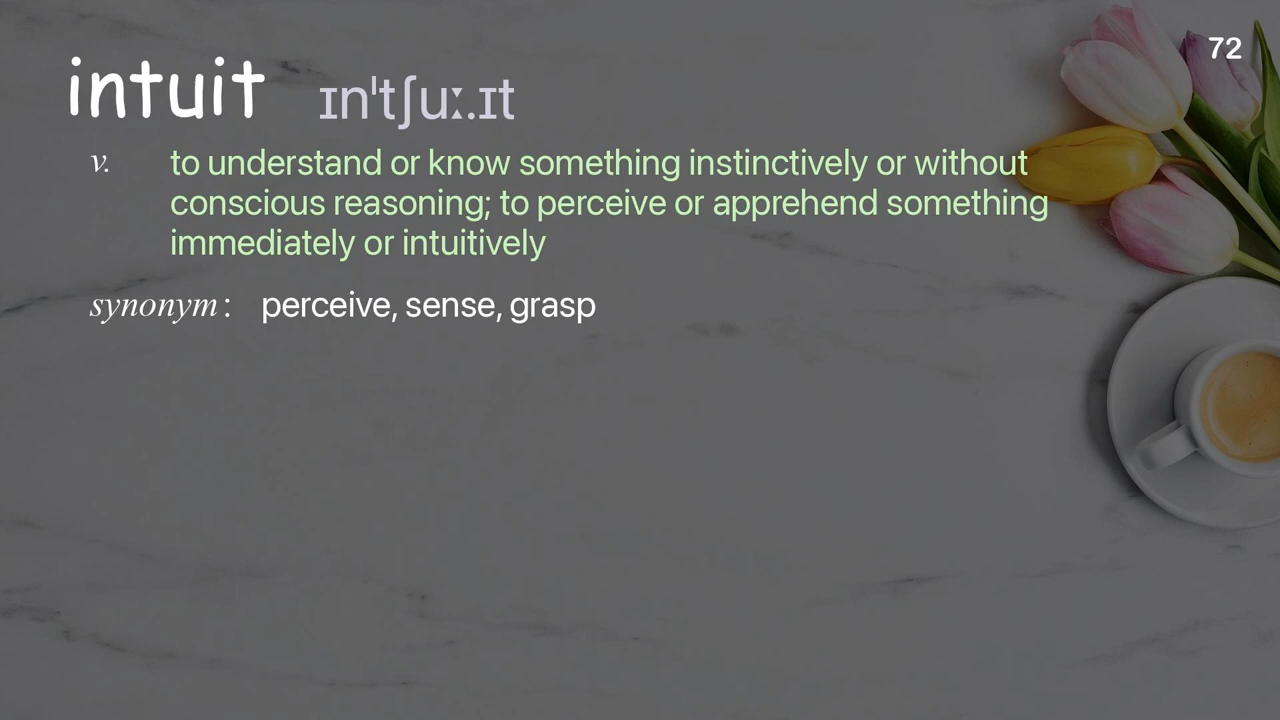 72
intuit ɪnˈtʃuː.ɪt
v. to understand or know something instinctively or without
conscious reasoning; to perceive or apprehend something
immediately or intuitively
synonym: perceive, sense, grasp